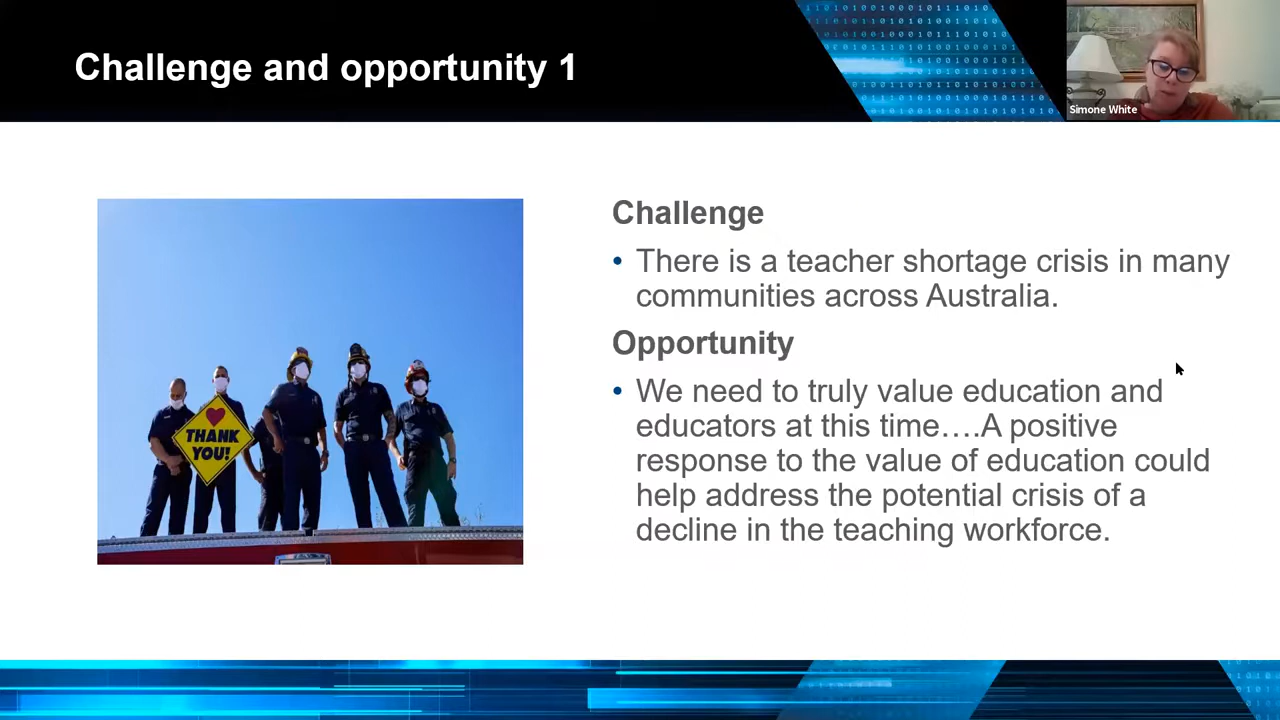 Challenge and opportunity 1
Simone White
Challenge
• There is a teacher shortage crisis in many
communities across Australia.
THANK
YOU!
Opportunity
• We need to truly value education and
educators at this time….A positive
response to the value of education could
help address the potential crisis of a
decline in the teaching workforce.